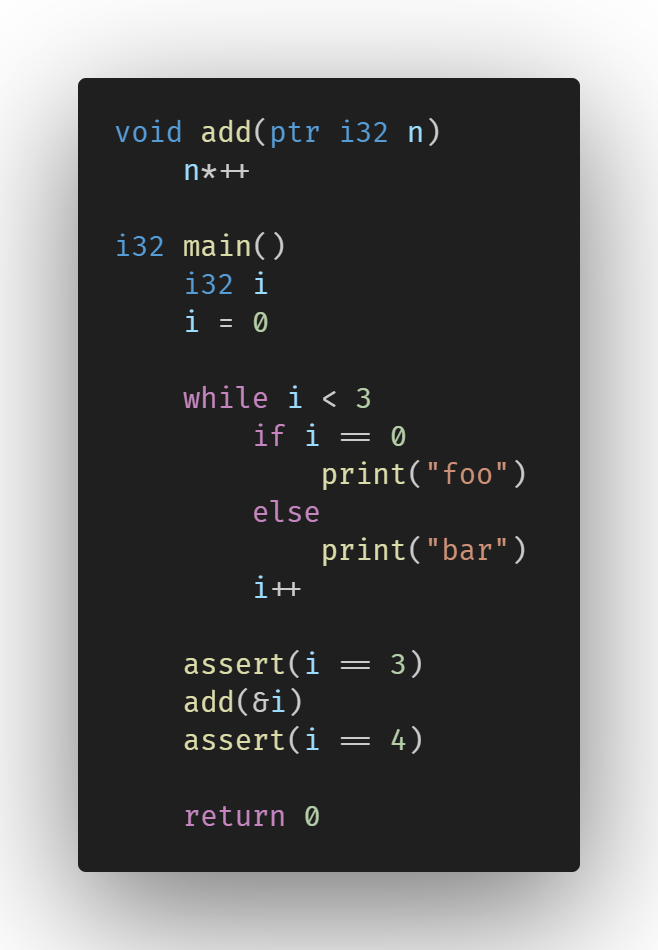 void add(ptr i32 n)
    n*++

i32 main()
    i32 i
    i = 0

    while i < 3
        if i == 0
            print("foo")
        else
            print("bar")
        i++

    assert(i == 3)
    add(&i)
    assert(i == 4)

    return 0